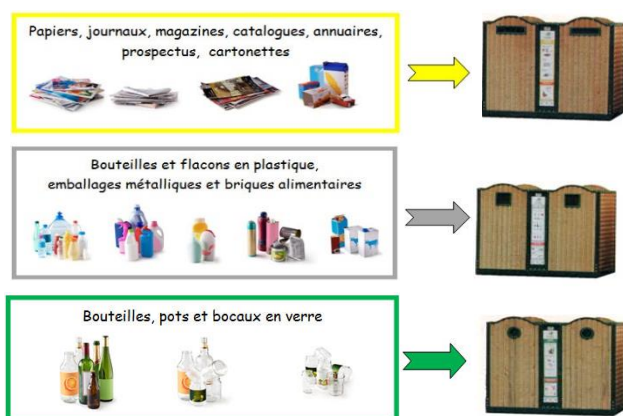 Papiers, journaux, magazines, catalogues, annuaires,
prospectus, cartonettes
Bouteilles et flacons en plastique,
emballages métalliques et briques alimentaires
Bouteilles, pots et bocaux en verre